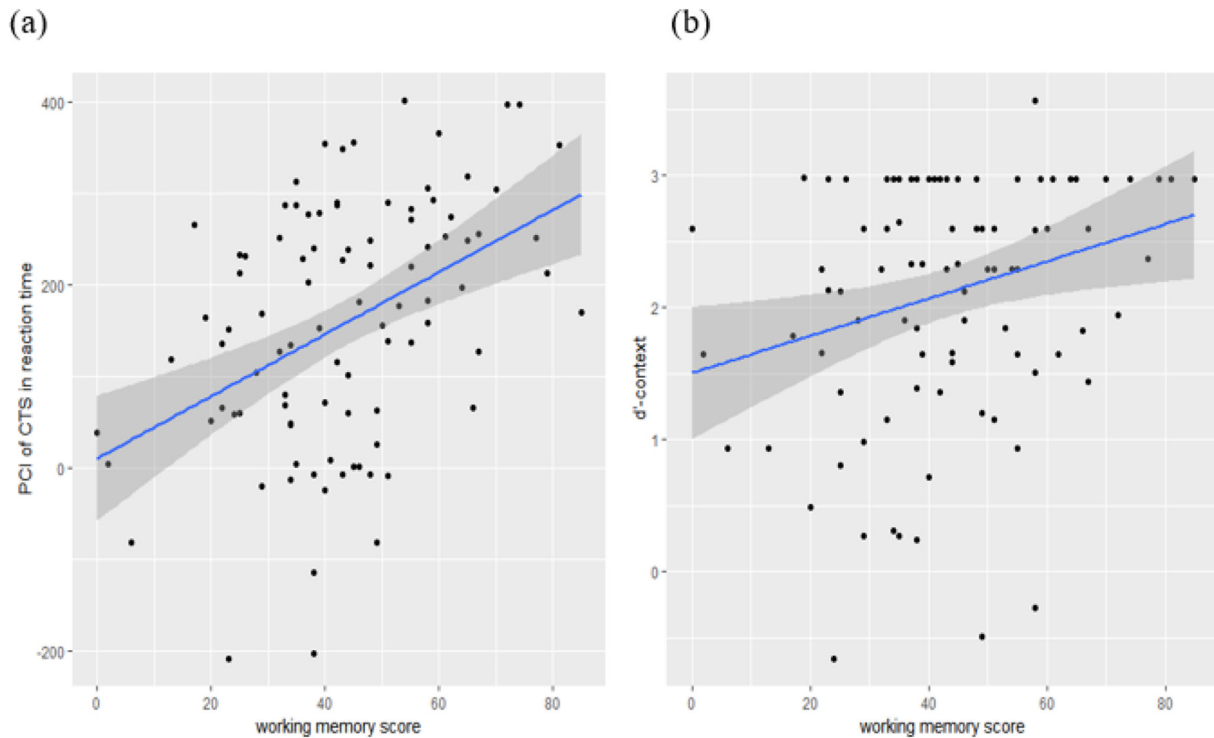 (a)
(b)
PCI of CTS in reaction time
400
200
0
-200
0 20 40 60 80
working memory score
d'-context
3
2
1
0
0 20 40 60 80
working memory score